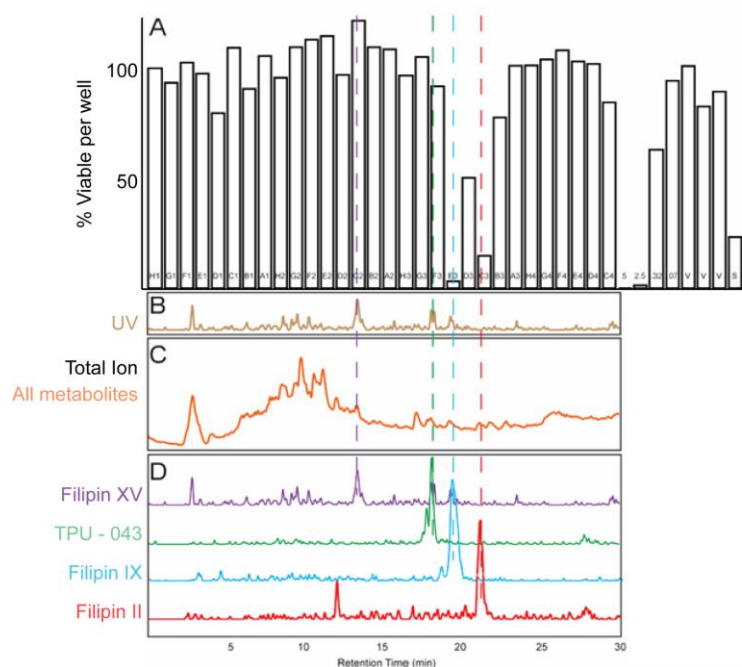 A
100
50
% Viable per well
H1 G1 F1 E1 D1 C1 B1 A1 H2 G2 F2 E2 D2 C2 B2 A2 H3 G3 F3 E3 D3 C3 B3 A3 H4 G4 F4 E4 D4 C4 5 2.5 .32 .07 V V V S
B
UV
Total Ion
C
All metabolites
D
Filipin XV
TPU - 043
Filipin IX
Filipin II
5 10 15 20 25 30
Retention Time (min)